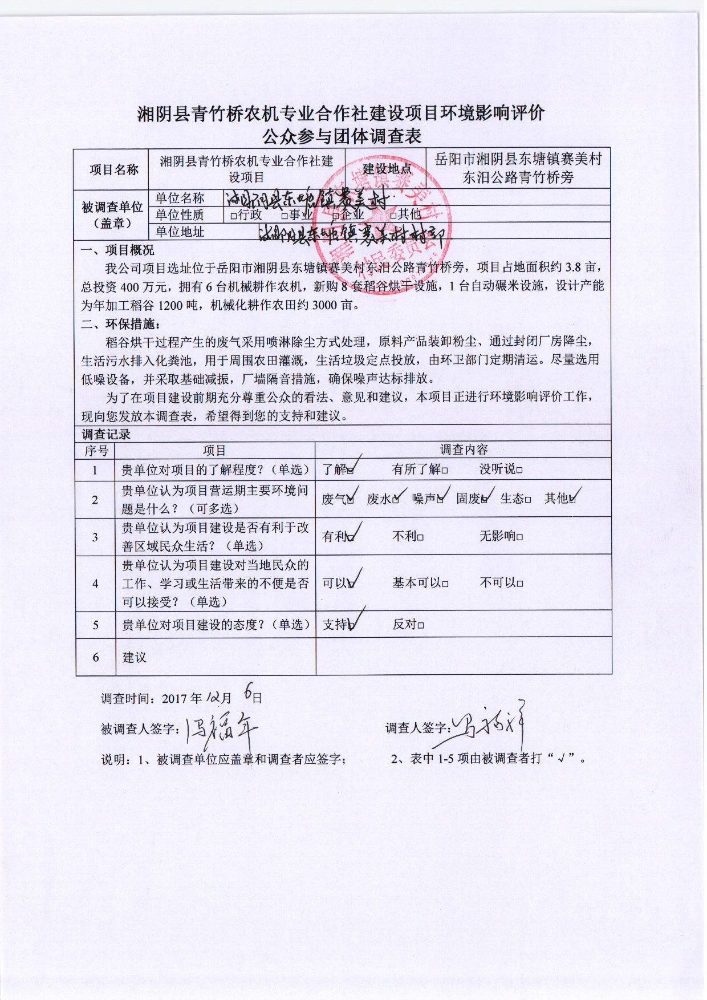 湘阴县青竹桥农机专业合作社建设项目环境影响评价
公众参与团体调查表
项目名称
湘阴县青竹桥农机专业合作社建
设项目
建设地点
岳阳市湘阴县东塘镇赛美村
东汨公路青竹桥旁
被调查单位
（盖章）
单位名称
湘阴县东塘镇赛美村
单位性质
□行政 □事业 □企业 □其他
单位地址
湘阴县东塘镇赛美村村部
东塘镇赛美村
村民委员会
一、项目概况
我公司项目选址位于岳阳市湘阴县东塘镇赛美村东汨公路青竹桥旁，项目占地面积约 3.8 亩，
总投资 400 万元，拥有 6 台机械耕作农机，新购 8 套稻谷烘干设施，1 台自动碾米设施，设计产能
为年加工稻谷 1200 吨，机械化耕作农田约 3000 亩。
二、环保措施：
稻谷烘干过程产生的废气采用喷淋除尘方式处理，原料产品装卸粉尘、通过封闭厂房降尘，
生活污水排入化粪池，用于周围农田灌溉，生活垃圾定点投放，由环卫部门定期清运。尽量选用
低噪设备，并采取基础减振，厂墙隔音措施，确保噪声达标排放。
为了在项目建设前期充分尊重公众的看法、意见和建议，本项目正进行环境影响评价工作，
现向您发放本调查表，希望得到您的支持和建议。
调查记录
序号 项目 调查内容
1 贵单位对项目的了解程度？（单选） 了解□✓ 有所了解□ 没听说□
2 贵单位认为项目营运期主要环境问
题是什么？（可多选）
废气□✓ 废水□✓ 噪声□✓ 固废□✓ 生态□ 其他□✓
3 贵单位认为项目建设是否有利于改
善区域民众生活？（单选）
有利□✓ 不利□ 无影响□
4 贵单位认为项目建设对当地民众的
工作、学习或生活带来的不便是否
可以接受？（单选）
可以□✓ 基本可以□ 不可以□
5 贵单位对项目建设的态度？（单选） 支持□✓ 反对□
6 建议
调查时间：2017 年 12 月 6 日
被调查人签字：冯福年 调查人签字：冯福祥
说明：1、被调查单位应盖章和调查者应签字； 2、表中 1-5 项由被调查者打“√”。